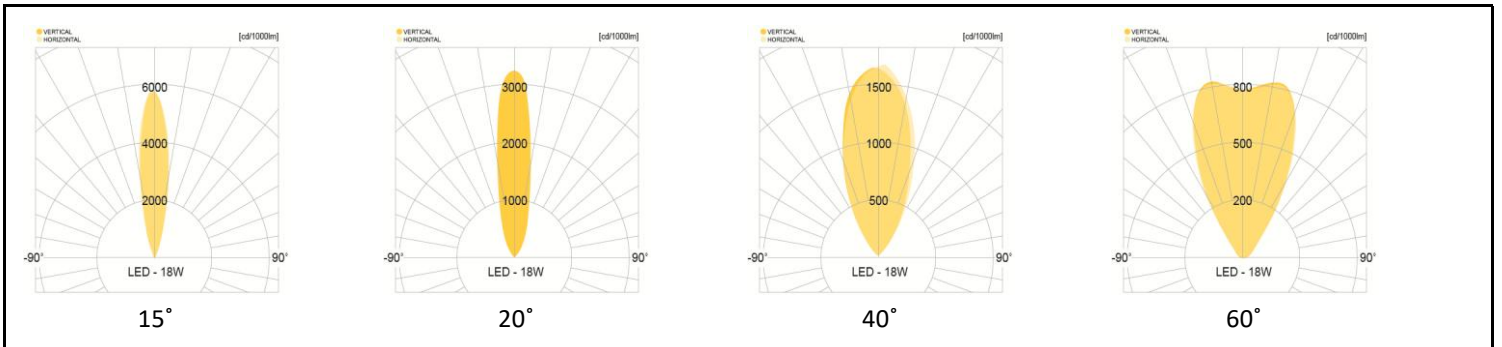 VERTICAL
HORIZONTAL
[cd/1000lm]
6000
4000
2000
-90°
90°
LED - 18W
15˚
VERTICAL
HORIZONTAL
[cd/1000lm]
3000
2000
1000
-90°
90°
LED - 18W
20˚
VERTICAL
HORIZONTAL
[cd/1000lm]
1500
1000
500
-90°
90°
LED - 18W
40˚
VERTICAL
HORIZONTAL
[cd/1000lm]
800
500
200
-90°
90°
LED - 18W
60˚